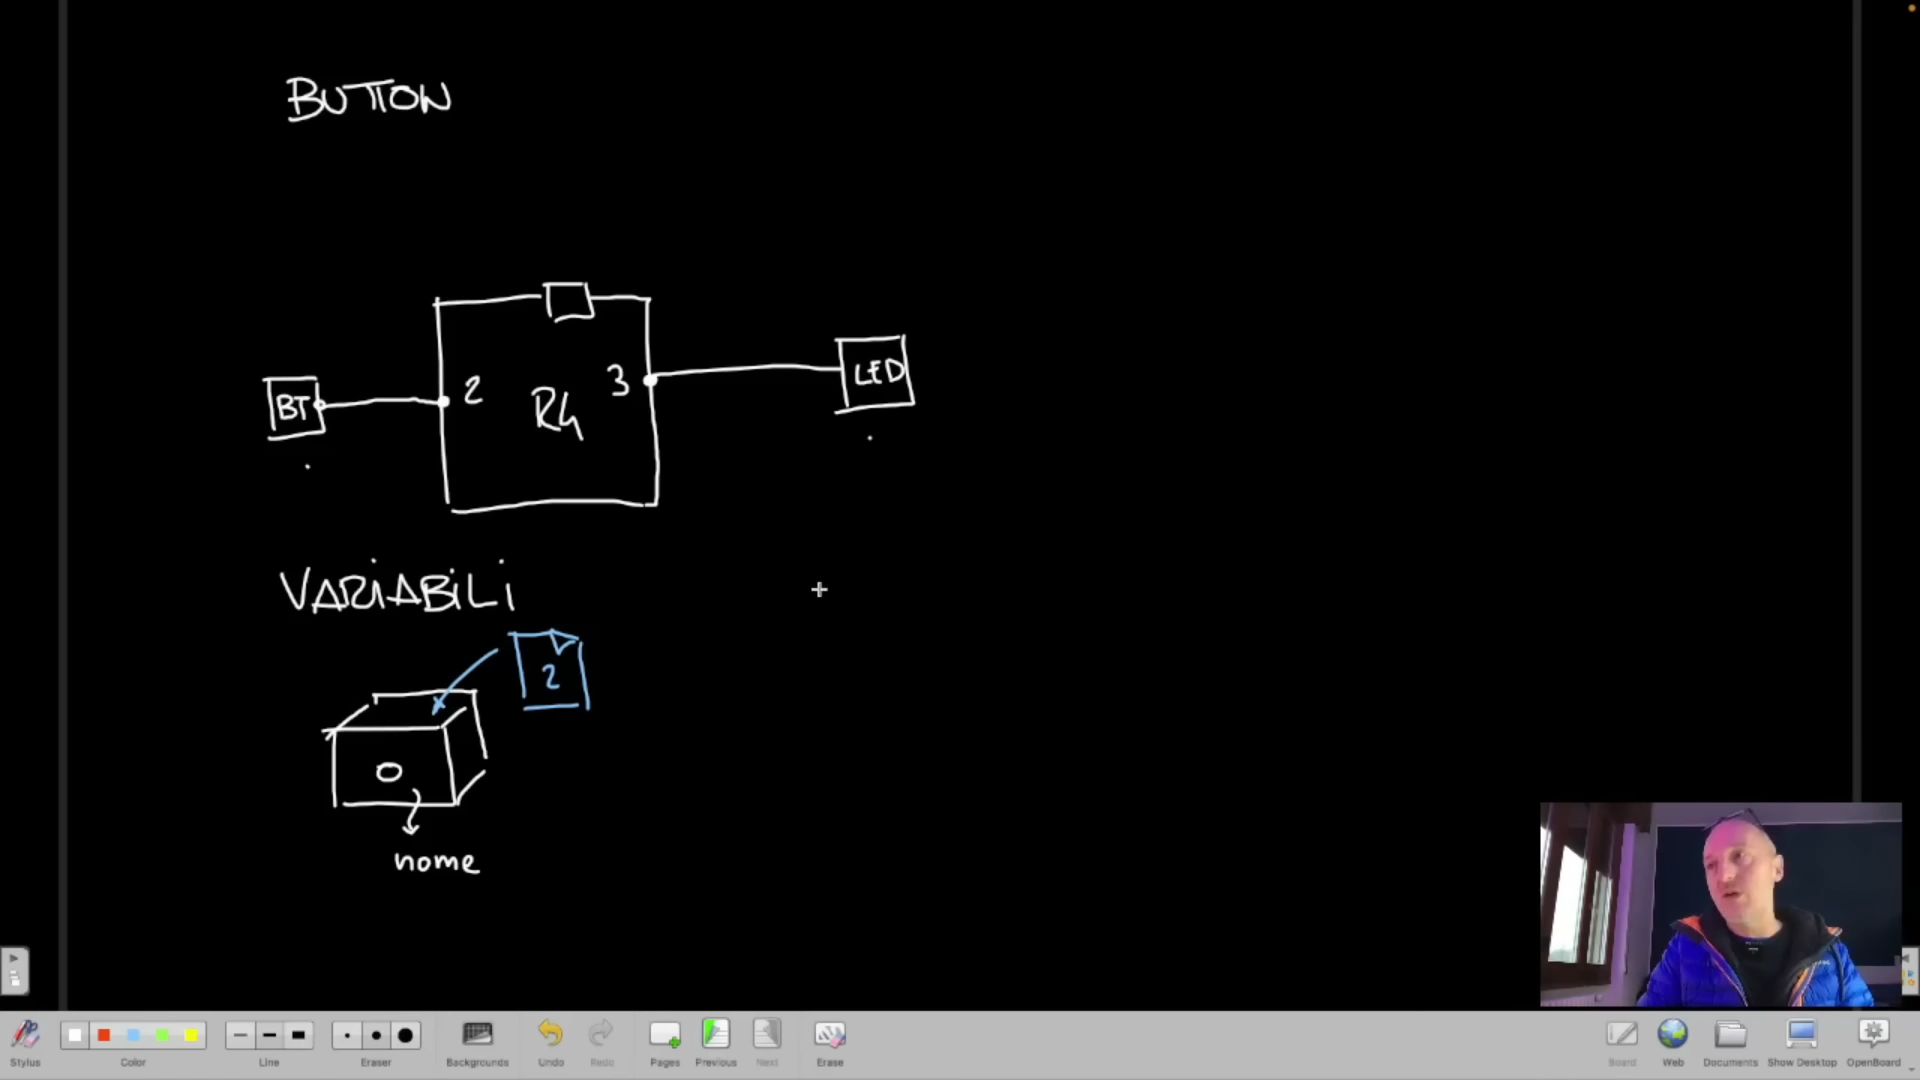 BUTTON
BT
2
R4
3
LED
VARIABILI
2
O
nome
Stylus
Color
Line
Eraser
Backgrounds
Undo
Redo
Pages
Previous
Next
Erase
Board
Web
Documents
Show Desktop
OpenBoard